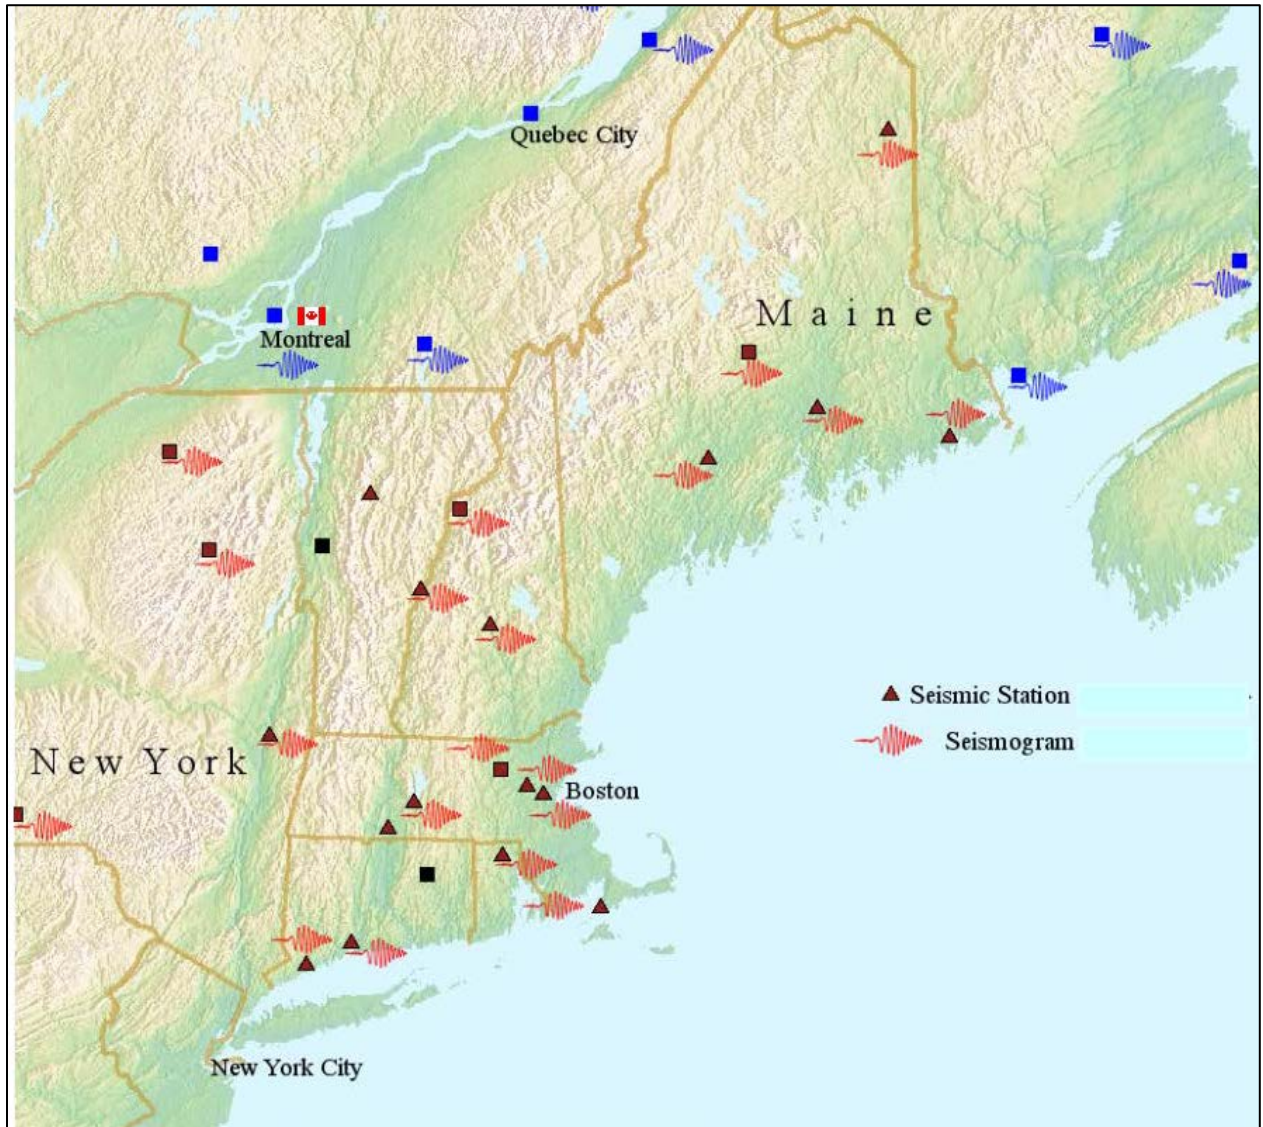 Quebec City
Maine
Montreal
Seismic Station
New York
Seismogram
Boston
New York City